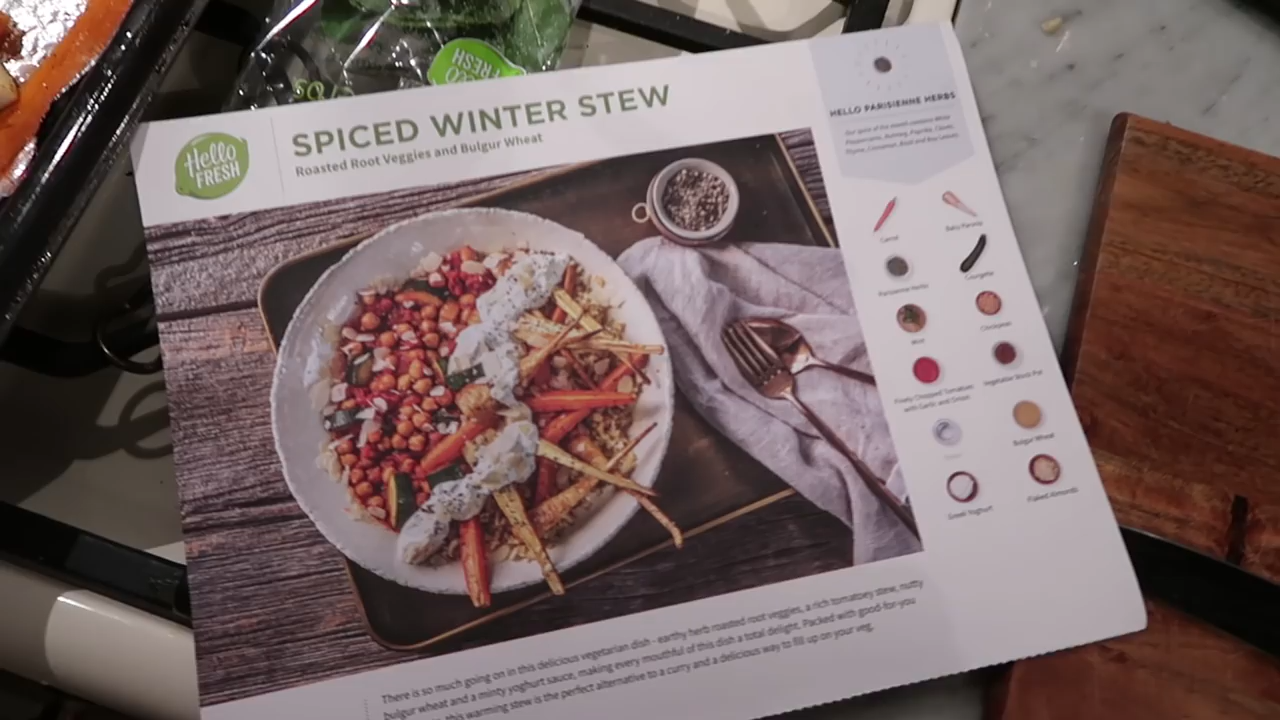 FRESH
SPICED WINTER STEW
Roasted Root Veggies and Bulgur Wheat
Hello
FRESH
HELLO PARISIENNE HERBS
Carrot
Baby Parsnip
Parisienne Herbs
Courgette
Mint
Chickpeas
Finely Chopped Tomatoes
with Garlic and Onion
Vegetable Stock Pot
Bulgur Wheat
Greek Yoghurt
Flaked Almonds
There is so much going on in this delicious vegetarian dish - earthy herb roasted root veggies, a rich tomatoey stew, nutty
bulgur wheat and a minty yoghurt sauce, making every mouthful of this dish a total delight. Packed with good-for-you
this warming stew is the perfect alternative to a curry and a delicious way to fill up on your veg.